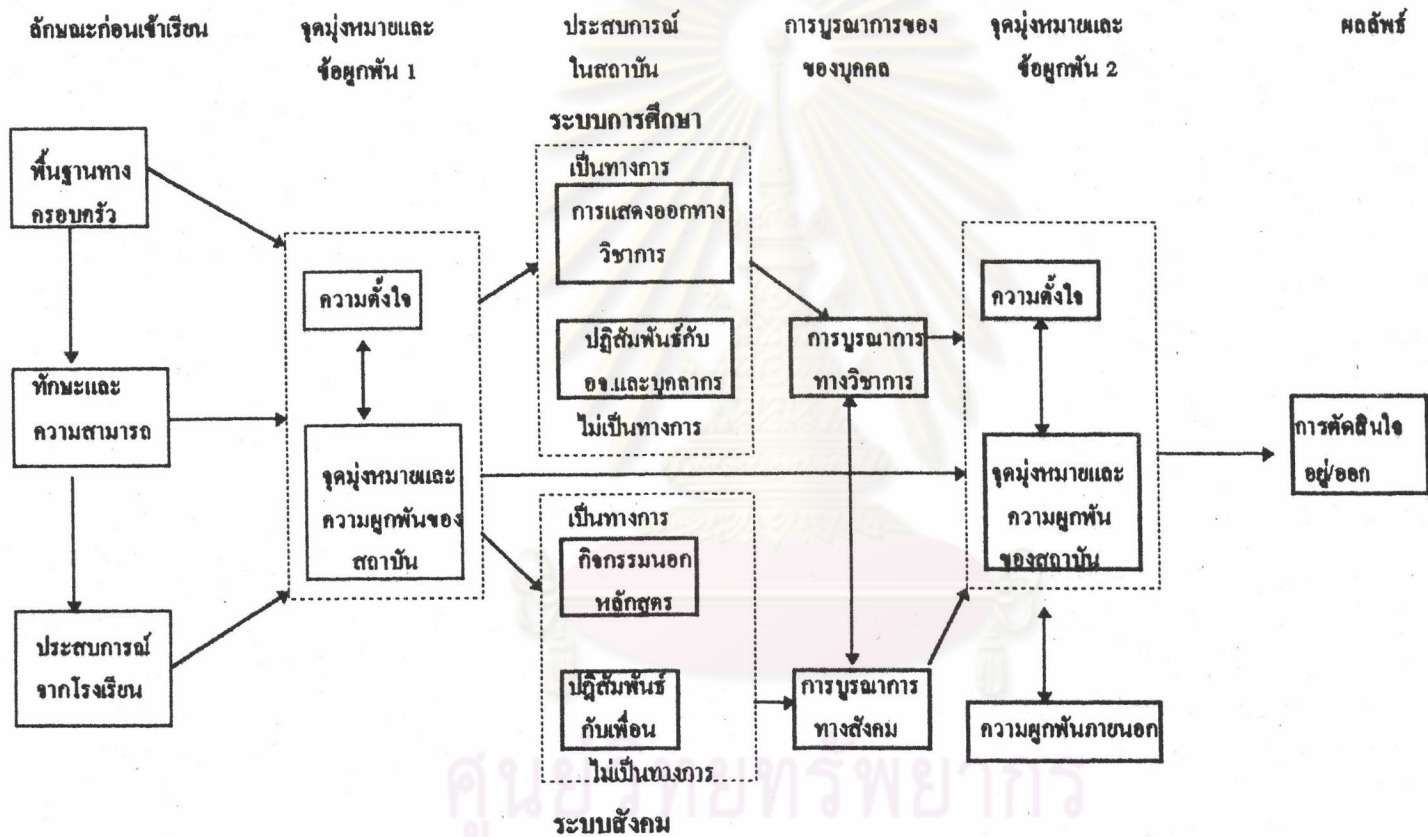 ลักษณะก่อนเข้าเรียน
จุดมุ่งหมายและ
ข้อผูกพัน 1
ประสบการณ์
ในสถาบัน
การบูรณาการของ
ของบุคคล
จุดมุ่งหมายและ
ข้อผูกพัน 2
ผลลัพธ์
พื้นฐานทาง
ครอบครัว
ทักษะและ
ความสามารถ
ประสบการณ์
จากโรงเรียน
ความตั้งใจ
จุดมุ่งหมายและ
ความผูกพันของ
สถาบัน
ระบบการศึกษา
เป็นทางการ
การแสดงออกทาง
วิชาการ
ปฏิสัมพันธ์กับ
อจ.และบุคลากร
ไม่เป็นทางการ
เป็นทางการ
กิจกรรมนอก
หลักสูตร
ปฏิสัมพันธ์
กับเพื่อน
ไม่เป็นทางการ
ระบบสังคม
การบูรณาการ
ทางวิชาการ
การบูรณาการ
ทางสังคม
ความตั้งใจ
จุดมุ่งหมายและ
ความผูกพัน
ของสถาบัน
ความผูกพันภายนอก
การตัดสินใจ
อยู่/ออก
ศูนย์วิทยทรัพยากร